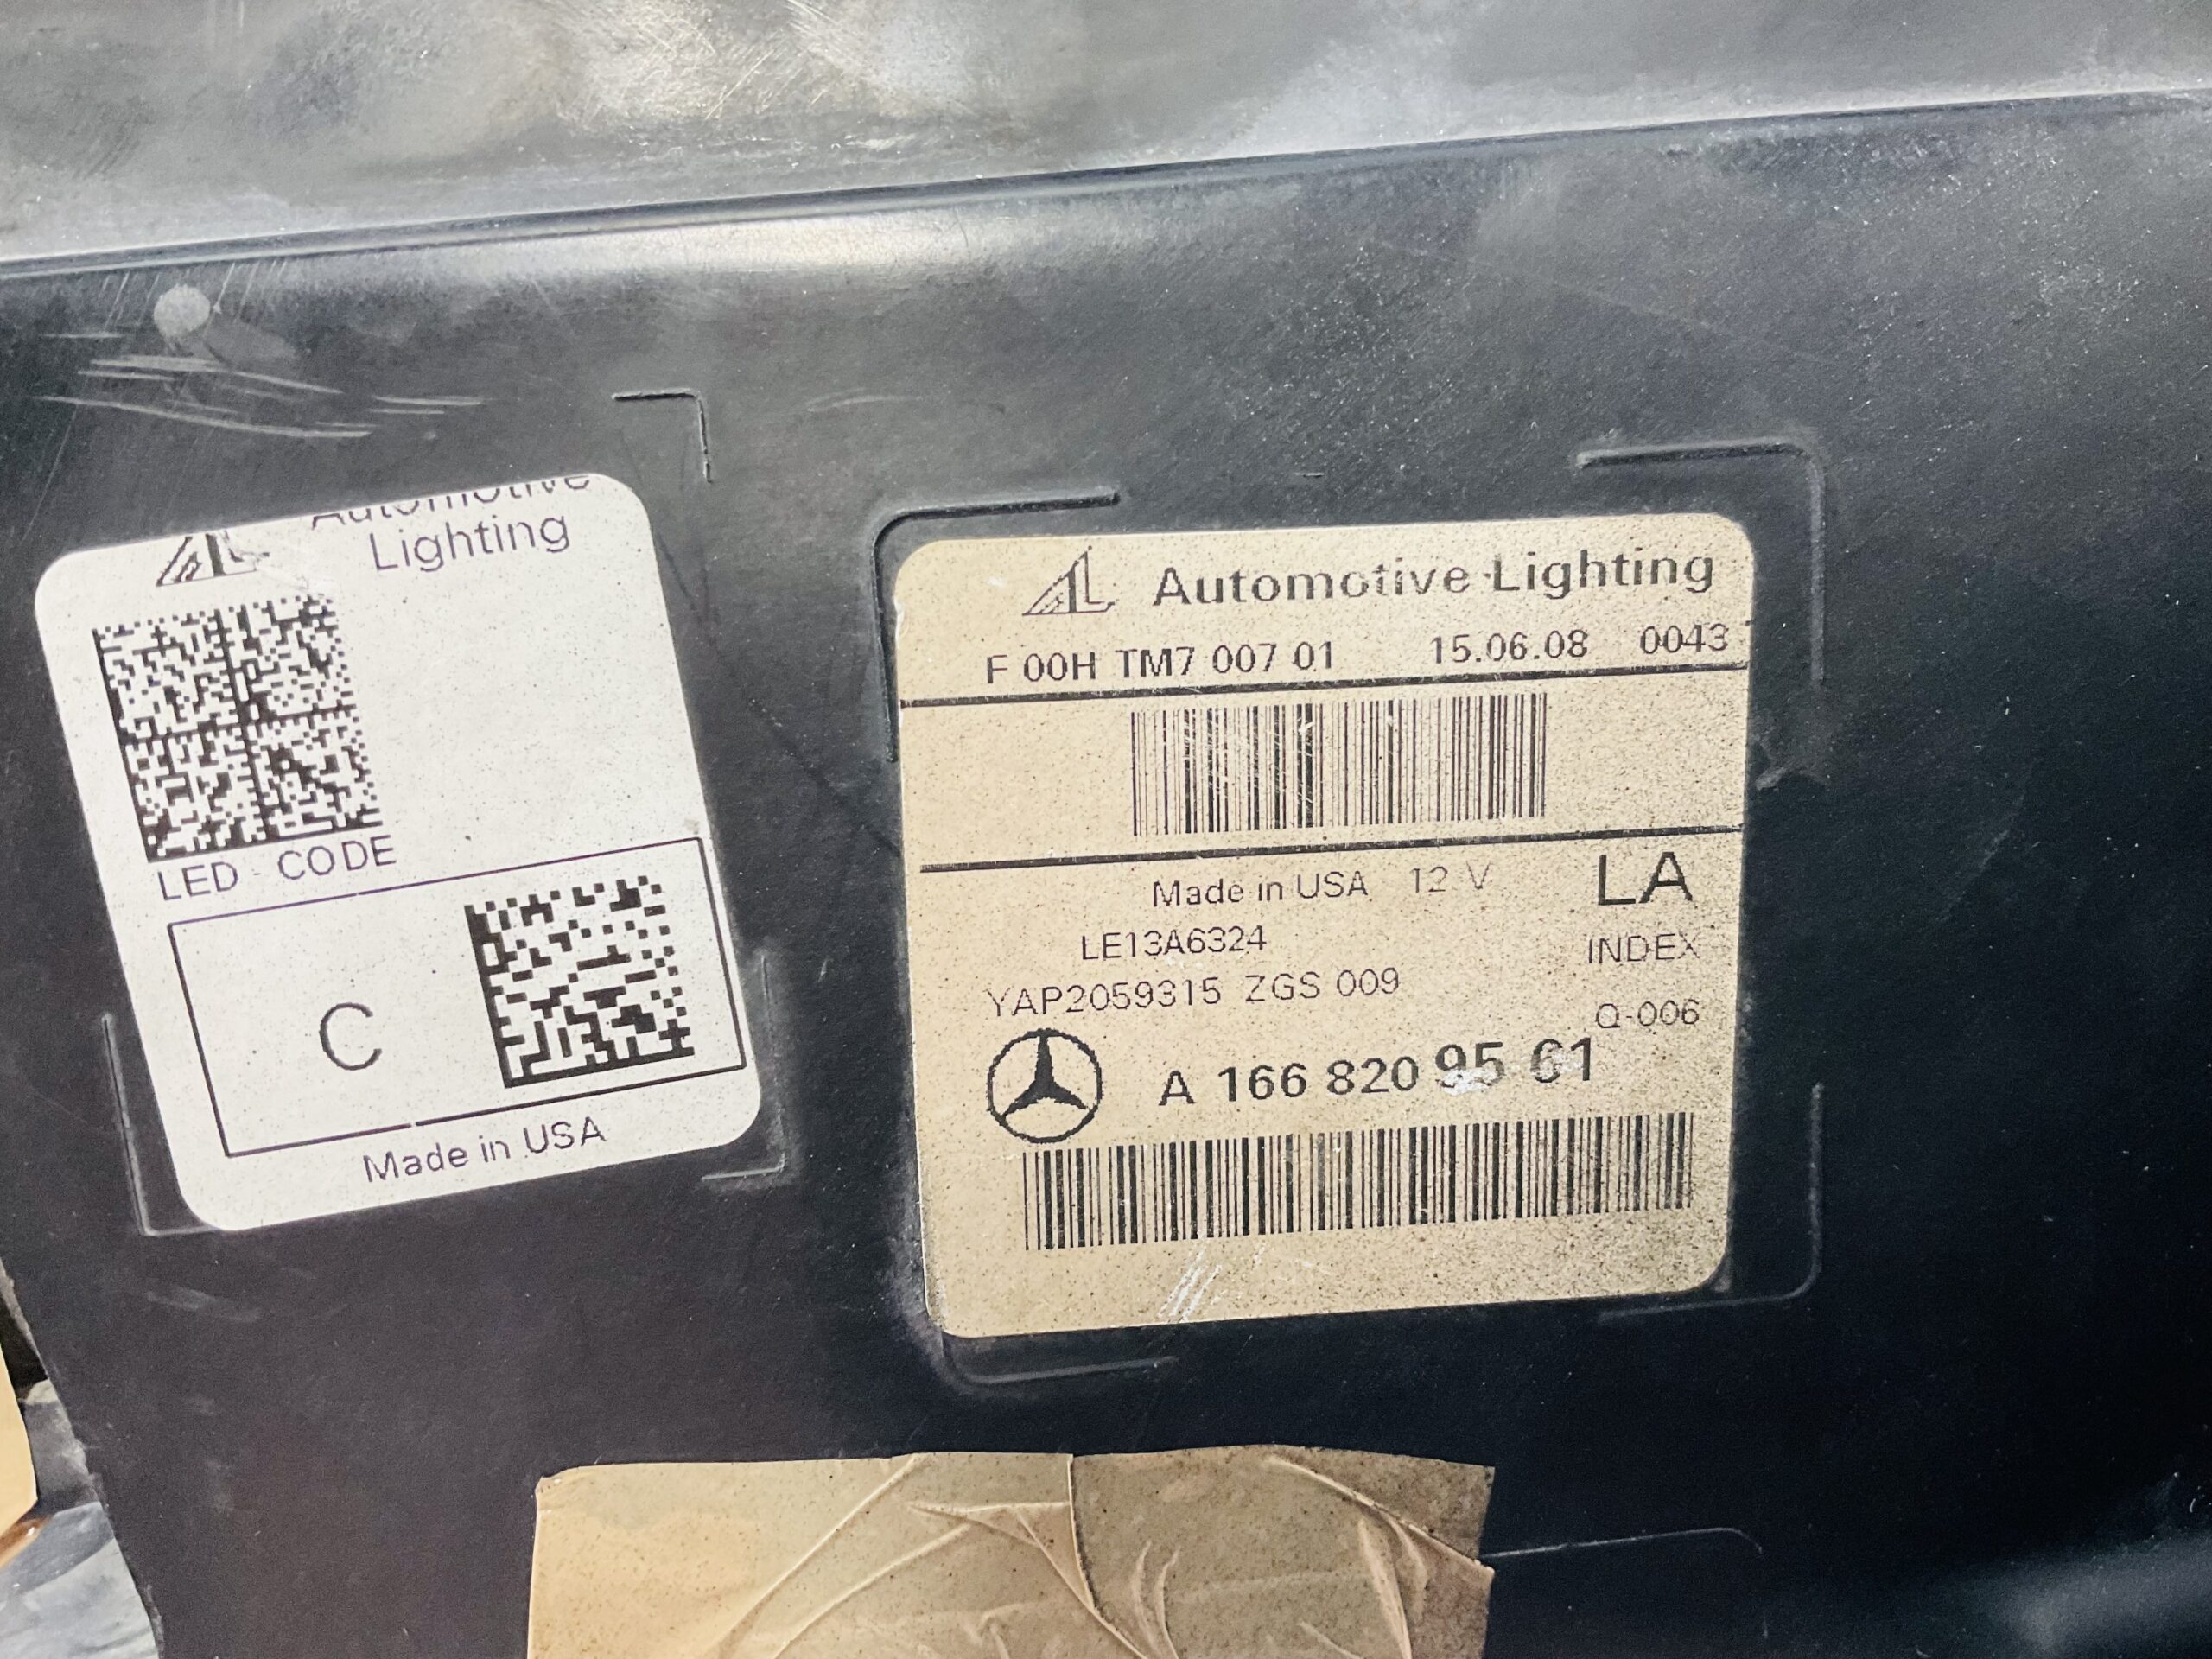 Automotive
Lighting
LED - CODE
C
Made in USA
AL Automotive Lighting
F 00H TM7 007 01 15.06.08 0043
Made in USA 12 V LA
LE13A6324 INDEX
YAP2059315 ZGS 009 Q-006
A 166 820 95 61